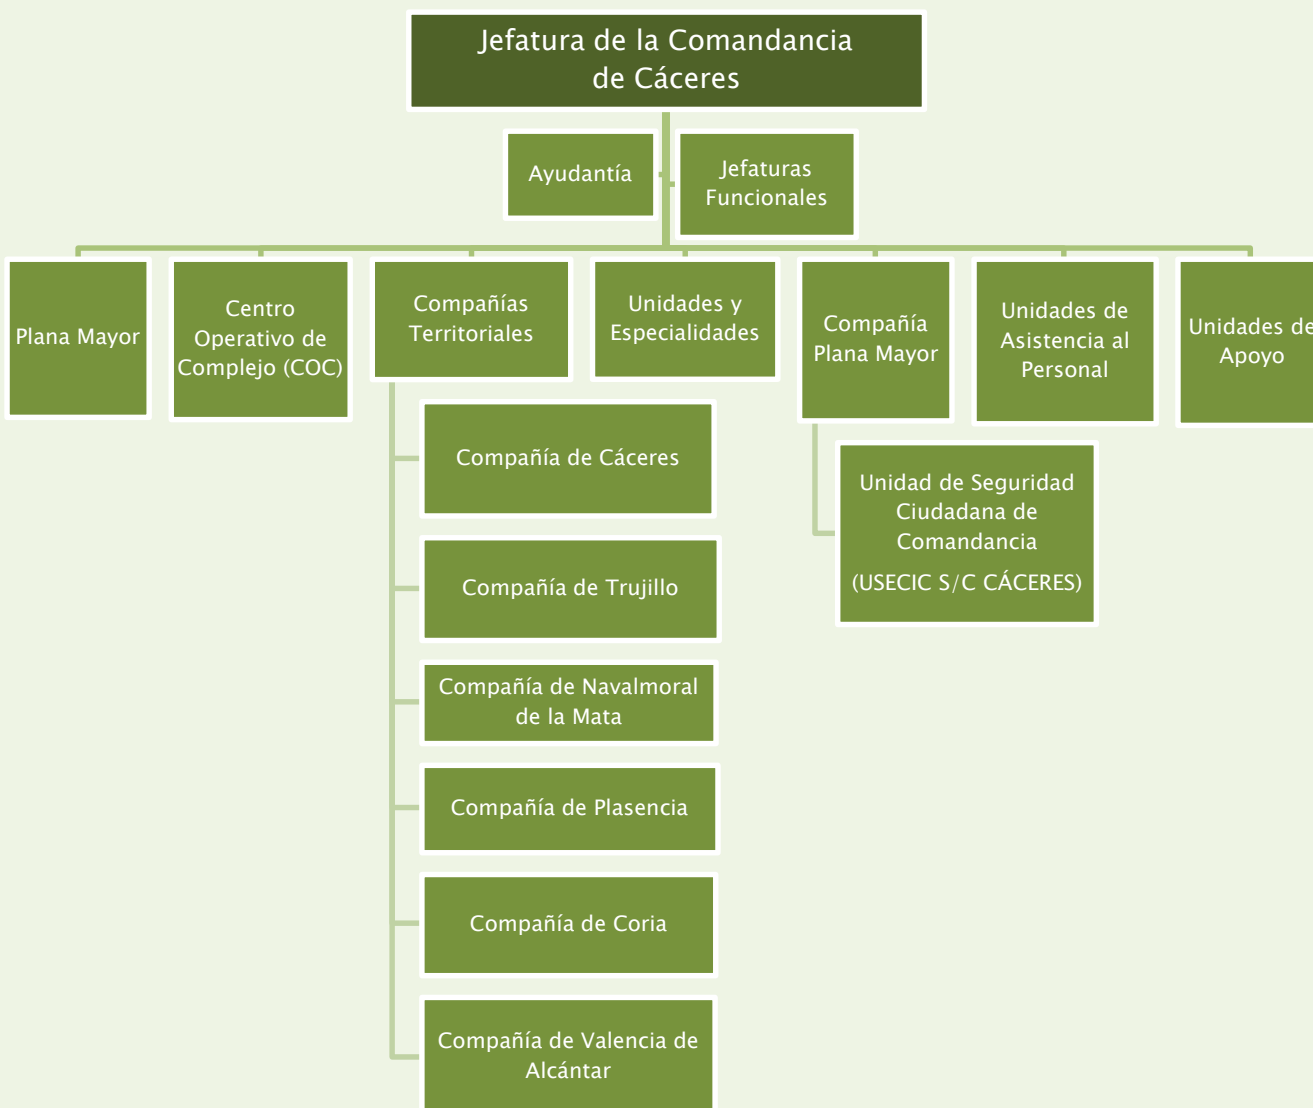 Jefatura de la Comandancia
de Cáceres
Ayudantía
Jefaturas
Funcionales
Plana Mayor
Centro
Operativo de
Complejo (COC)
Compañías
Territoriales
Unidades y
Especialidades
Compañía
Plana Mayor
Unidades de
Asistencia al
Personal
Unidades de
Apoyo
Compañía de Cáceres
Compañía de Trujillo
Compañía de Navalmoral
de la Mata
Compañía de Plasencia
Compañía de Coria
Compañía de Valencia de
Alcántar
Unidad de Seguridad
Ciudadana de
Comandancia
(USECIC S/C CÁCERES)